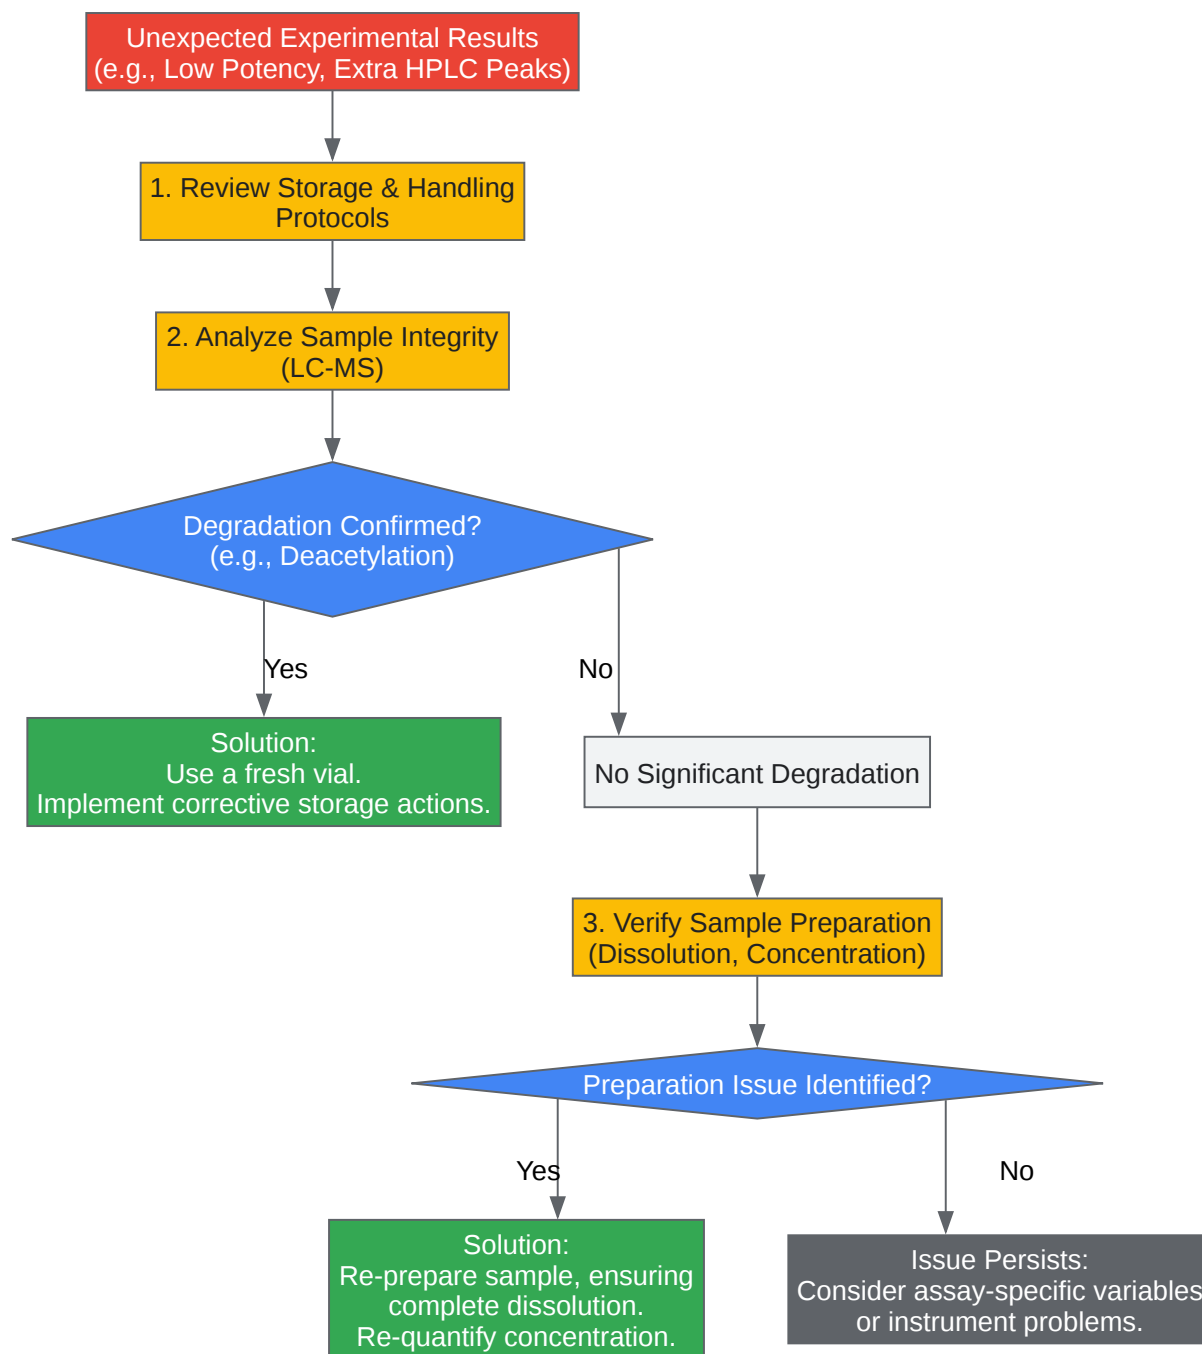 Unexpected Experimental Results
(e.g., Low Potency, Extra HPLC Peaks)
1. Review Storage & Handling
Protocols
2. Analyze Sample Integrity
(LC-MS)
Degradation Confirmed?
(e.g., Deacetylation)
Yes
No
Solution:
Use a fresh vial.
Implement corrective storage actions.
No Significant Degradation
3. Verify Sample Preparation
(Dissolution, Concentration)
Preparation Issue Identified?
Yes
No
Solution:
Re-prepare sample, ensuring
complete dissolution.
Re-quantify concentration.
Issue Persists:
Consider assay-specific variables
or instrument problems.